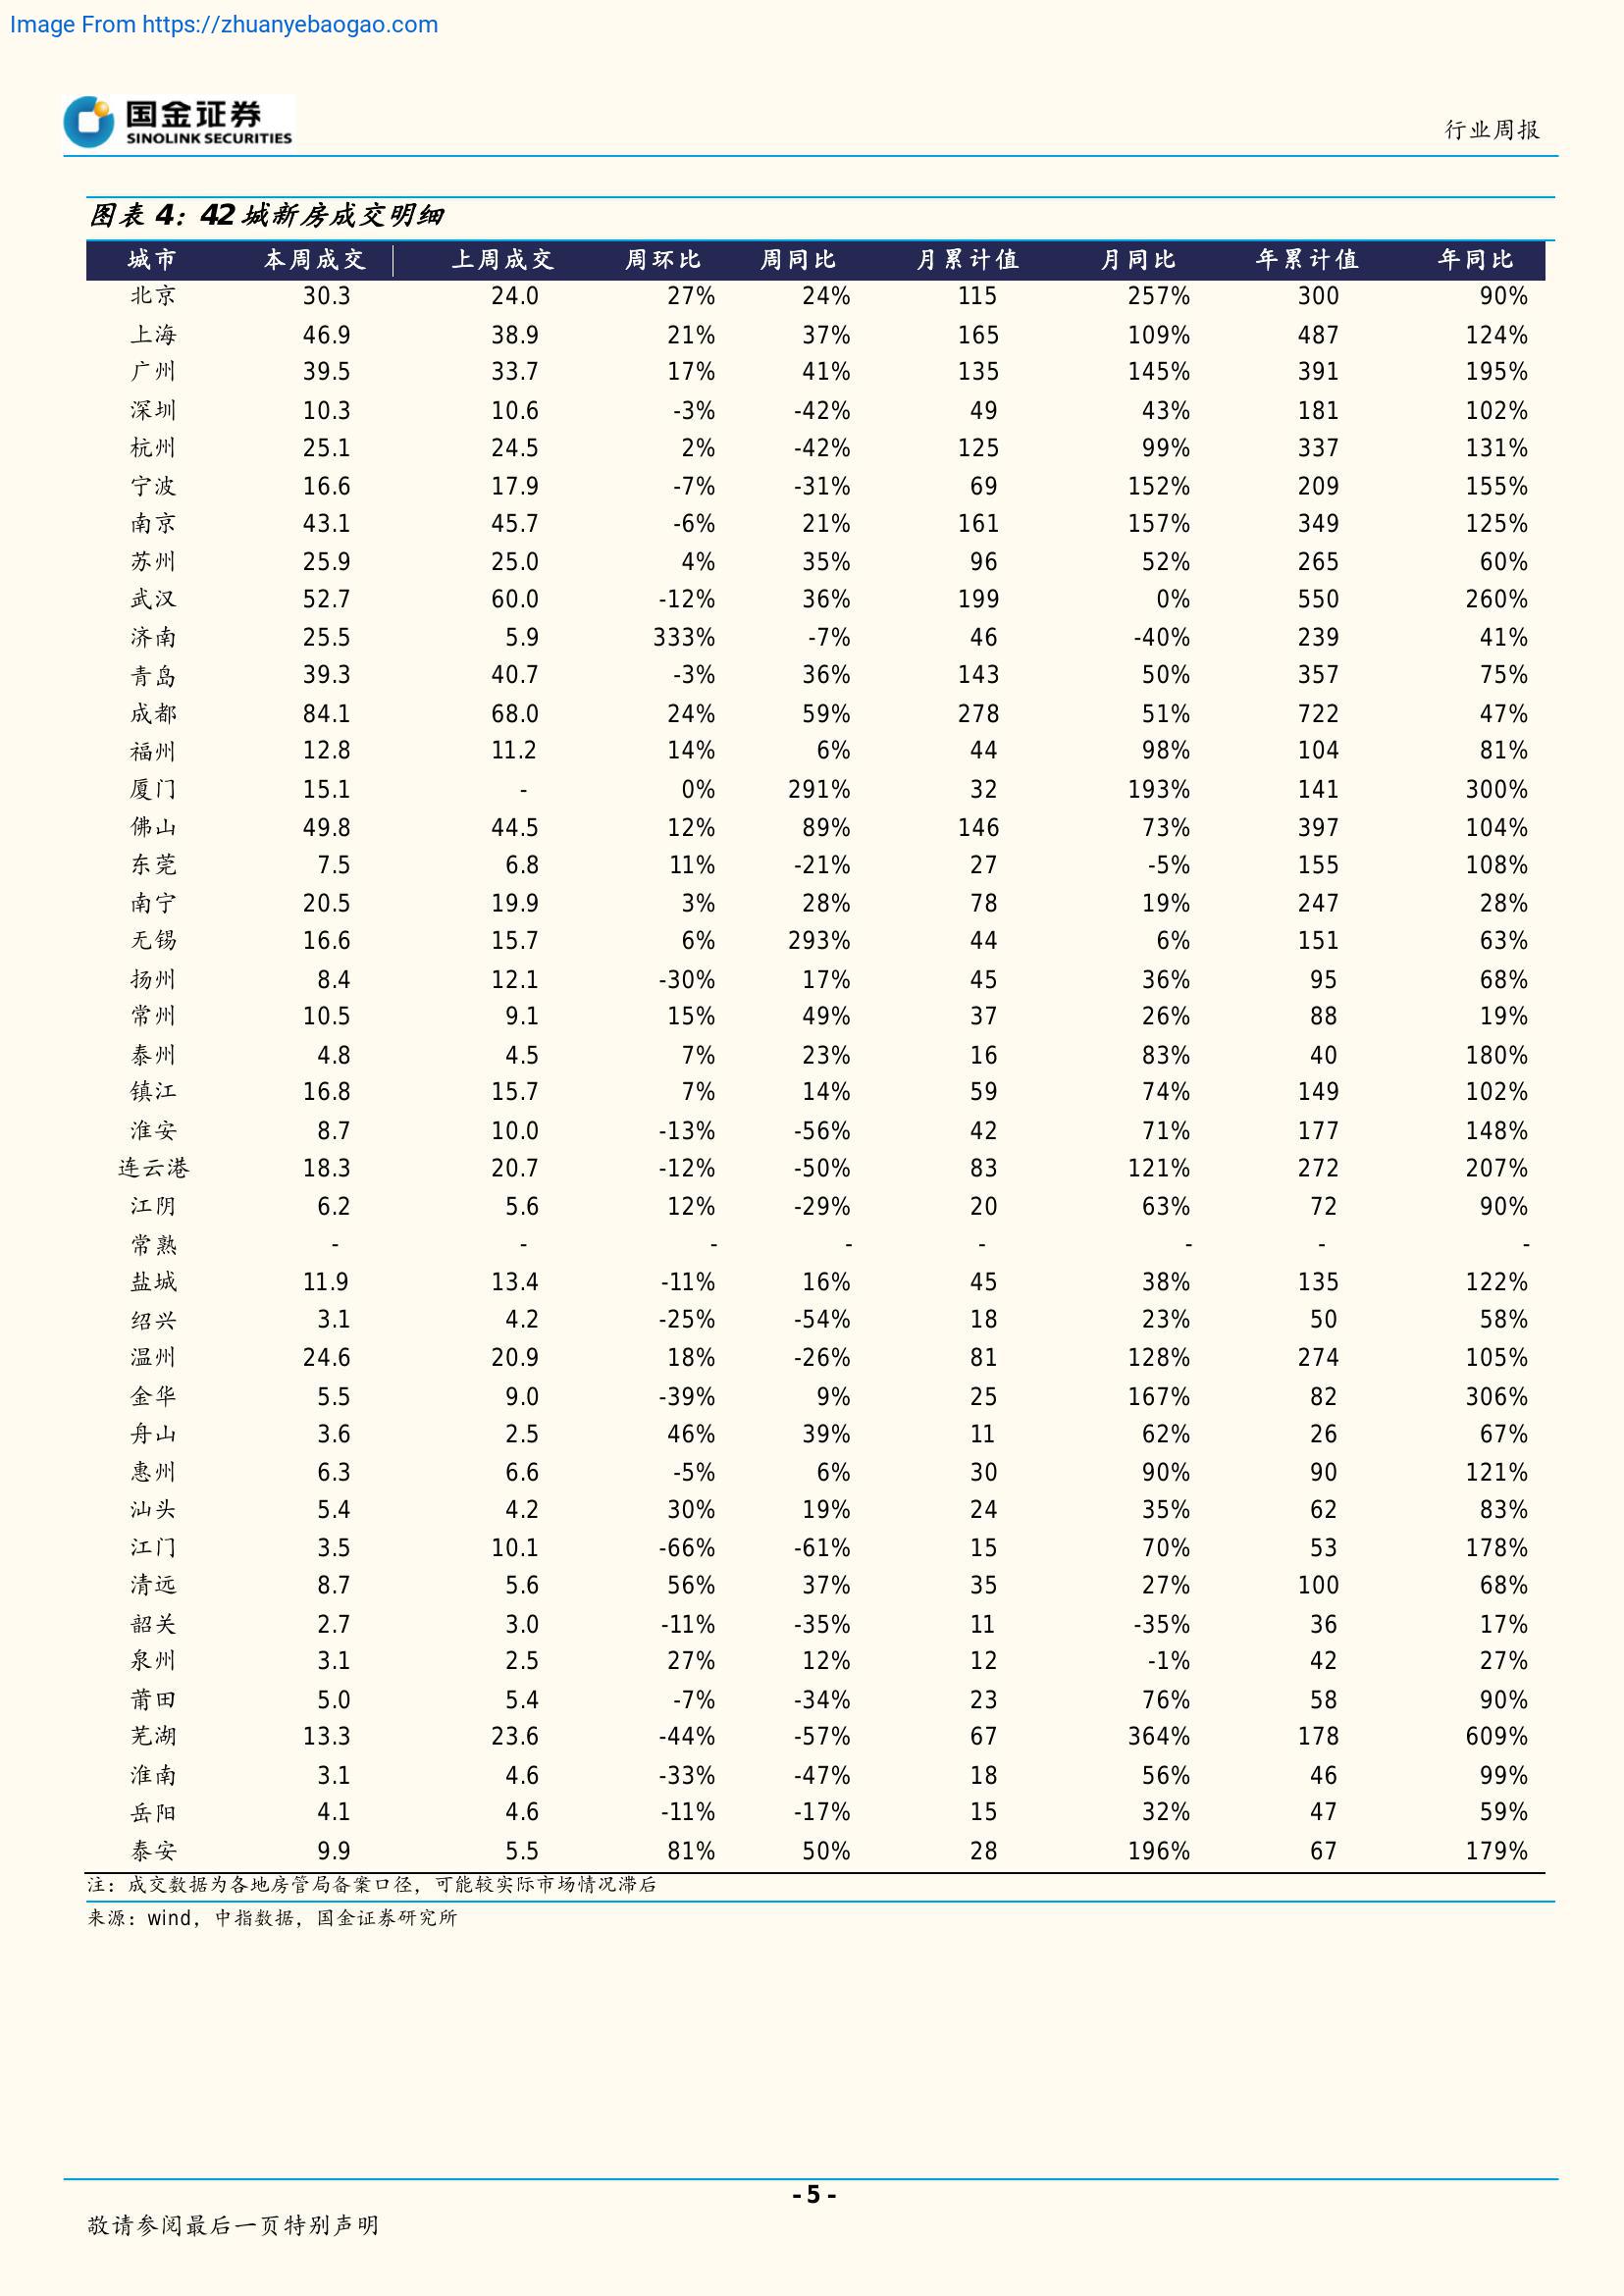 Image From https://zhuanyebaogao.com
国金证券
SINOLINK SECURITIES
行业周报
图表 4：42 城新房成交明细
城市 本周成交 上周成交 周环比 周同比 月累计值 月同比 年累计值 年同比
北京 30.3 24.0 27% 24% 115 257% 300 90%
上海 46.9 38.9 21% 37% 165 109% 487 124%
广州 39.5 33.7 17% 41% 135 145% 391 195%
深圳 10.3 10.6 -3% -42% 49 43% 181 102%
杭州 25.1 24.5 2% -42% 125 99% 337 131%
宁波 16.6 17.9 -7% -31% 69 152% 209 155%
南京 43.1 45.7 -6% 21% 161 157% 349 125%
苏州 25.9 25.0 4% 35% 96 52% 265 60%
武汉 52.7 60.0 -12% 36% 199 0% 550 260%
济南 25.5 5.9 333% -7% 46 -40% 239 41%
青岛 39.3 40.7 -3% 36% 143 50% 357 75%
成都 84.1 68.0 24% 59% 278 51% 722 47%
福州 12.8 11.2 14% 6% 44 98% 104 81%
厦门 15.1 - 0% 291% 32 193% 141 300%
佛山 49.8 44.5 12% 89% 146 73% 397 104%
东莞 7.5 6.8 11% -21% 27 -5% 155 108%
南宁 20.5 19.9 3% 28% 78 19% 247 28%
无锡 16.6 15.7 6% 293% 44 6% 151 63%
扬州 8.4 12.1 -30% 17% 45 36% 95 68%
常州 10.5 9.1 15% 49% 37 26% 88 19%
泰州 4.8 4.5 7% 23% 16 83% 40 180%
镇江 16.8 15.7 7% 14% 59 74% 149 102%
淮安 8.7 10.0 -13% -56% 42 71% 177 148%
连云港 18.3 20.7 -12% -50% 83 121% 272 207%
江阴 6.2 5.6 12% -29% 20 63% 72 90%
常熟 - - - - - - - -
盐城 11.9 13.4 -11% 16% 45 38% 135 122%
绍兴 3.1 4.2 -25% -54% 18 23% 50 58%
温州 24.6 20.9 18% -26% 81 128% 274 105%
金华 5.5 9.0 -39% 9% 25 167% 82 306%
舟山 3.6 2.5 46% 39% 11 62% 26 67%
惠州 6.3 6.6 -5% 6% 30 90% 90 121%
汕头 5.4 4.2 30% 19% 24 35% 62 83%
江门 3.5 10.1 -66% -61% 15 70% 53 178%
清远 8.7 5.6 56% 37% 35 27% 100 68%
韶关 2.7 3.0 -11% -35% 11 -35% 36 17%
泉州 3.1 2.5 27% 12% 12 -1% 42 27%
莆田 5.0 5.4 -7% -34% 23 76% 58 90%
芜湖 13.3 23.6 -44% -57% 67 364% 178 609%
淮南 3.1 4.6 -33% -47% 18 56% 46 99%
岳阳 4.1 4.6 -11% -17% 15 32% 47 59%
泰安 9.9 5.5 81% 50% 28 196% 67 179%
注：成交数据为各地房管局备案口径，可能较实际市场情况滞后
来源：wind，中指数据，国金证券研究所
- 5 -
敬请参阅最后一页特别声明